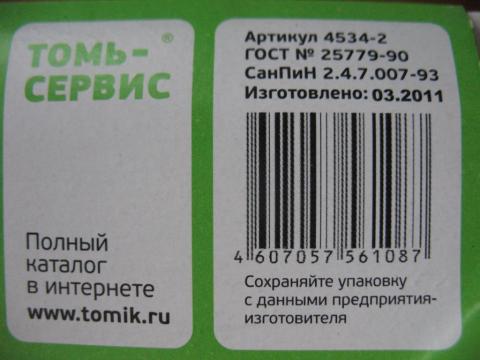 ТОМЬ-®
СЕРВИС
Полный
каталог
в интернете
www.tomik.ru
Артикул 4534-2
ГОСТ № 25779-90
СанПиН 2.4.7.007-93
Изготовлено: 03.2011
4 607057 561087
Сохраняйте упаковку
с данными предприятия-
изготовителя